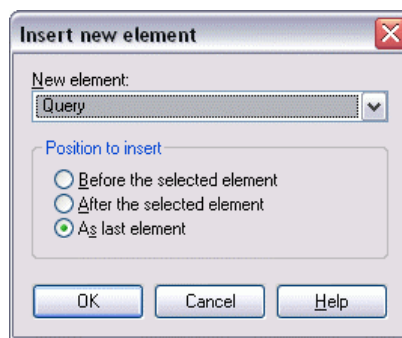 Insert new element
New element:
Query
Position to insert
Before the selected element
After the selected element
As last element
OK
Cancel
Help